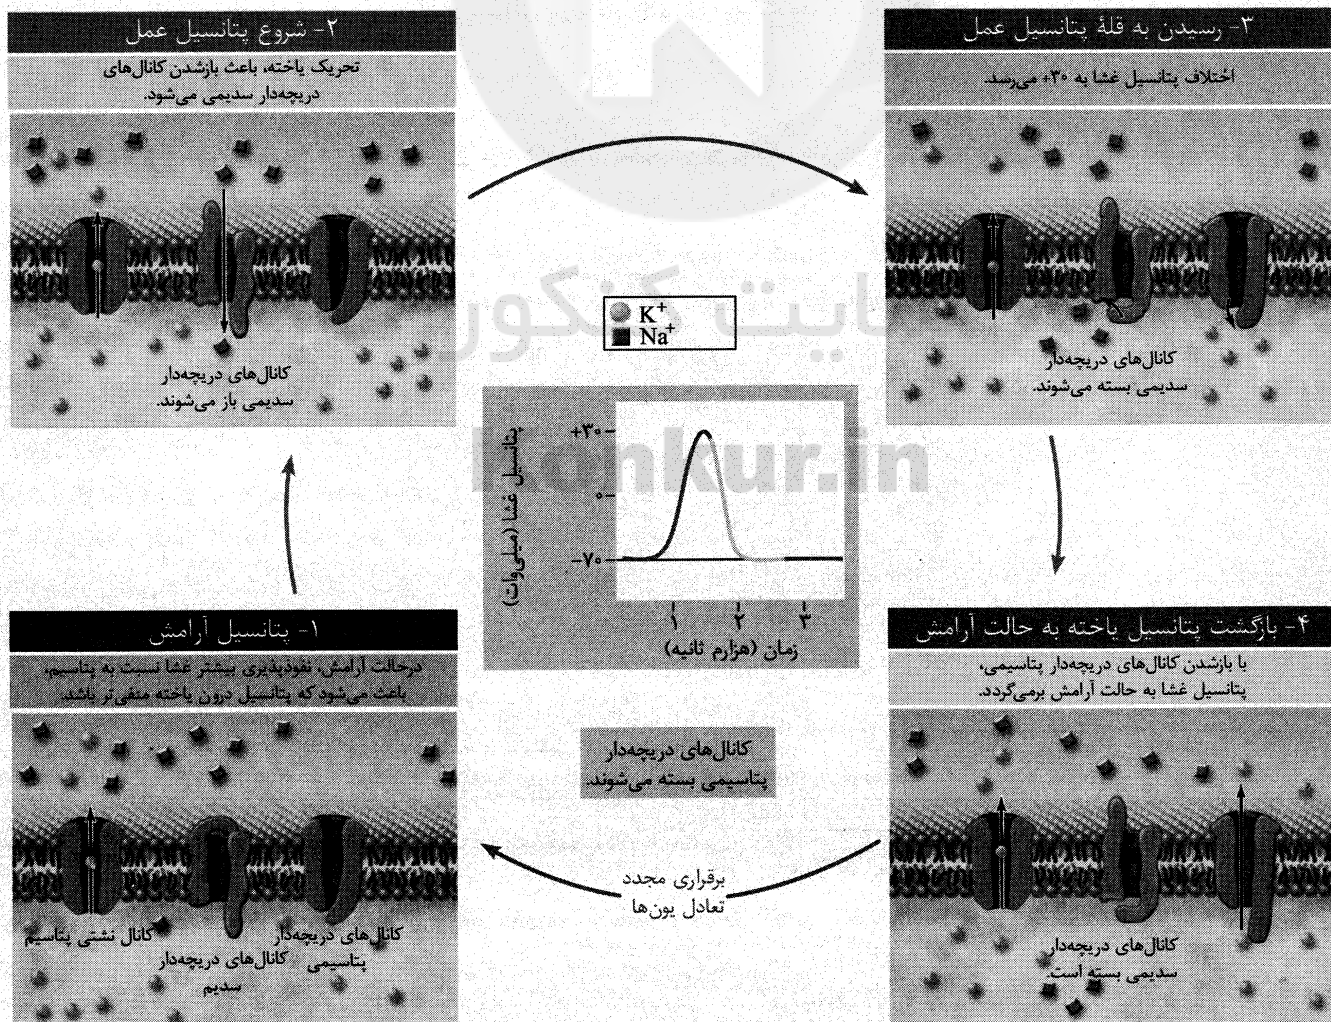 ۲- شروع پتانسیل عمل
تحریک یاخته، باعث بازشدن کانال‌های
دریچه‌دار سدیمی می‌شود.
کانال‌های دریچه‌دار
سدیمی باز می‌شوند.
۳- رسیدن به قلهٔ پتانسیل عمل
اختلاف پتانسیل غشا به ۳۰+ می‌رسد.
کانال‌های دریچه‌دار
سدیمی بسته می‌شوند.
K+
Na+
سایت کنکور
Konkur.in
پتانسیل غشا (میلی‌ولت)
+۳۰
۰
-۷۰
۱ ۲ ۳
زمان (هزارم ثانیه)
۱- پتانسیل آرامش
درحالت آرامش، نفوذپذیری بیشتر غشا نسبت به پتاسیم،
باعث می‌شود که پتانسیل درون یاخته منفی‌تر باشد.
کانال نشتی پتاسیم
کانال‌های دریچه‌دار
سدیم
کانال‌های دریچه‌دار
پتاسیمی
۴- بازگشت پتانسیل یاخته به حالت آرامش
با بازشدن کانال‌های دریچه‌دار پتاسیمی،
پتانسیل غشا به حالت آرامش برمی‌گردد.
کانال‌های دریچه‌دار
سدیمی بسته است.
کانال‌های دریچه‌دار
پتاسیمی بسته می‌شوند.
برقراری مجدد
تعادل یون‌ها